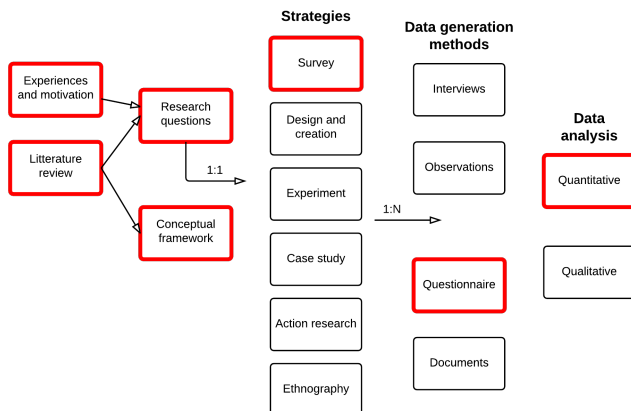 Strategies
Data generation
methods
Data
analysis
Experiences
and motivation
Litterature
review
Research
questions
Conceptual
framework
1:1
Survey
Design and
creation
Experiment
Case study
Action research
Ethnography
1:N
Interviews
Observations
Questionnaire
Documents
Quantitative
Qualitative